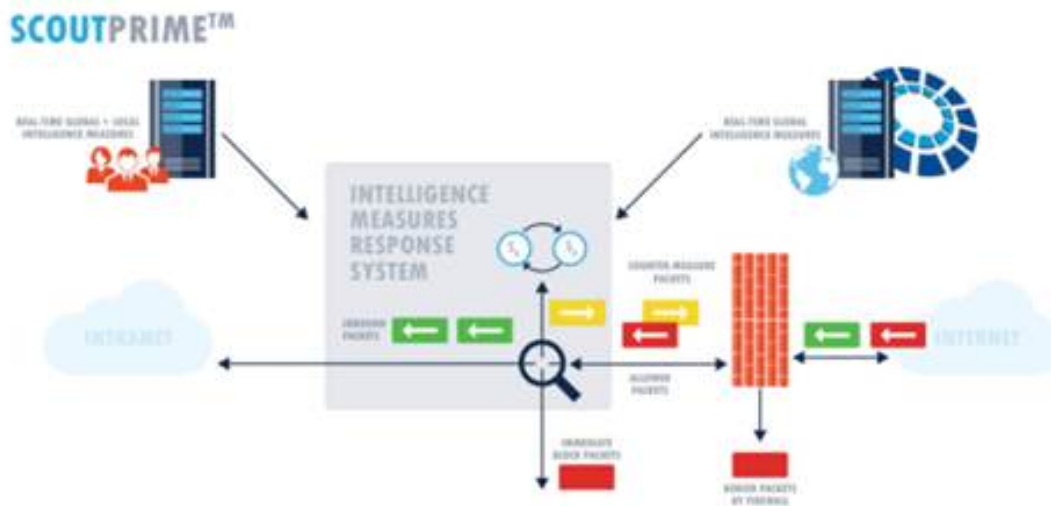 SCOUTPRIME™
REAL-TIME GLOBAL + LOCAL
INTELLIGENCE MEASURES
REAL-TIME GLOBAL
INTELLIGENCE MEASURES
INTELLIGENCE
MEASURES
RESPONSE
SYSTEM
COUNTER-MEASURE
PACKETS
INTRANET
INBOUND
PACKETS
INTERNET
ALLOWED
PACKETS
IMMEDIATE
BLOCK PACKETS
PACKETS
BY FIREWALL